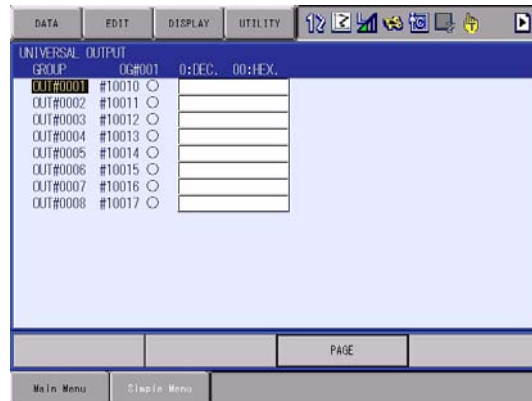 DATA EDIT DISPLAY UTILITY
UNIVERSAL OUTPUT
GROUP OG#001 0:DEC. 00:HEX.
OUT#0001 #10010
OUT#0002 #10011
OUT#0003 #10012
OUT#0004 #10013
OUT#0005 #10014
OUT#0006 #10015
OUT#0007 #10016
OUT#0008 #10017
PAGE
Main Menu Simple Menu